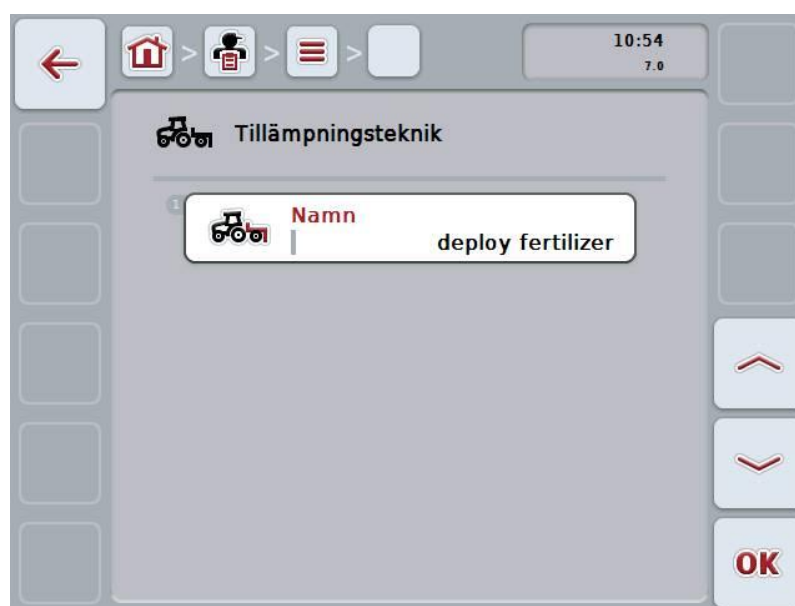 > > >
10:54
7.0
Tillämpningsteknik
1
Namn
deploy fertilizer
OK